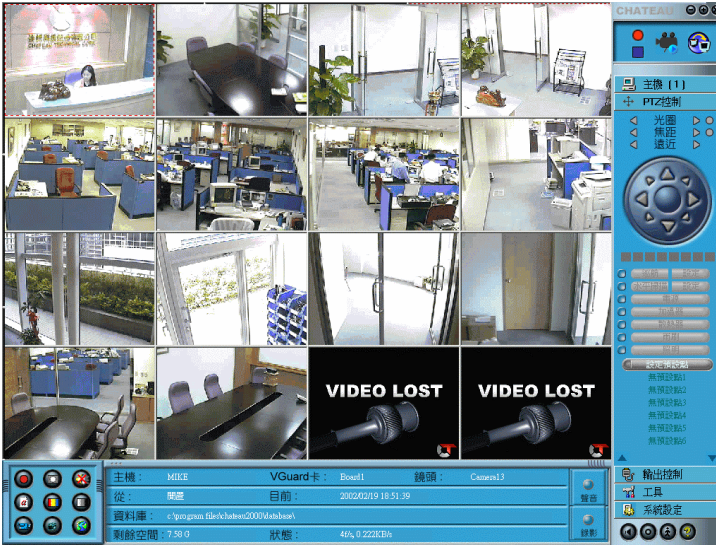 CHATEAU
主機 (1)
PTZ控制
光圈
焦距
遠近
設定預設點
無預設點1
無預設點2
無預設點3
無預設點4
無預設點5
無預設點6
VIDEO LOST
VIDEO LOST
輸出控制
工具
系統設定
主機： MIKE VGuard卡： Board1 鏡頭： Camera13
從： 開啟 目前： 2002/02/19 18:51:39
聲音
資料庫： c:\program files\chateau2000\database\
剩餘空間： 7.58 G 狀態： 4f/s, 0.222KB/s
錄影